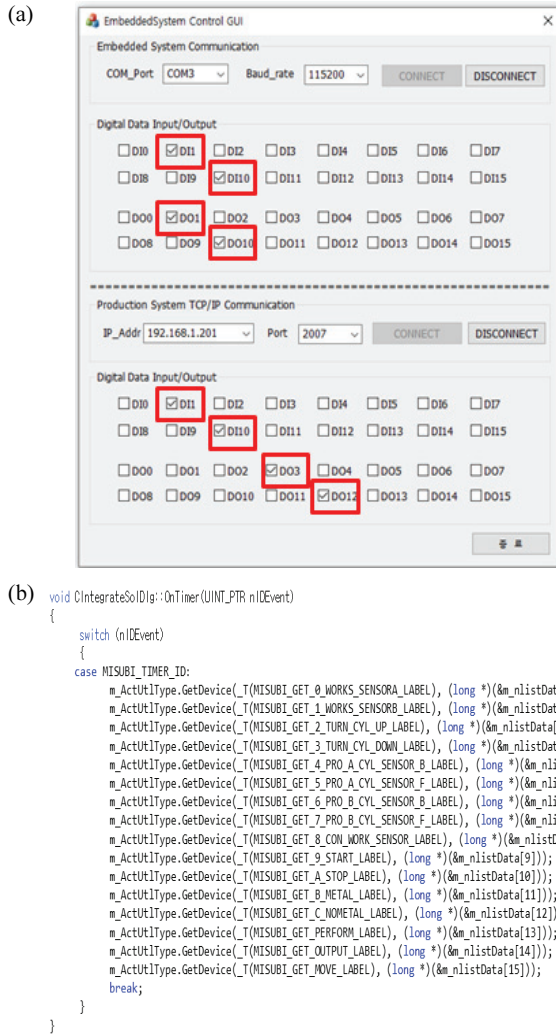 (a)
EmbeddedSystem Control GUI
Embedded System Communication
COM_Port COM3 Baud_rate 115200 CONNECT DISCONNECT
Digital Data Input/Output
DI0 DI1 DI2 DI3 DI4 DI5 DI6 DI7
DI8 DI9 DI10 DI11 DI12 DI13 DI14 DI15
DO0 DO1 DO2 DO3 DO4 DO5 DO6 DO7
DO8 DO9 DO10 DO11 DO12 DO13 DO14 DO15
Production System TCP/IP Communication
IP_Addr 192.168.1.201 Port 2007 CONNECT DISCONNECT
Digital Data Input/Output
DI0 DI1 DI2 DI3 DI4 DI5 DI6 DI7
DI8 DI9 DI10 DI11 DI12 DI13 DI14 DI15
DO0 DO1 DO2 DO3 DO4 DO5 DO6 DO7
DO8 DO9 DO10 DO11 DO12 DO13 DO14 DO15
종 료
(b)
void CIntegrateSolDlg::OnTimer(UINT_PTR nIDEvent)
{
switch (nIDEvent)
{
case MISUBI_TIMER_ID:
m_ActUtlType.GetDevice(_T(MISUBI_GET_0_WORKS_SENSORA_LABEL), (long *)(&m_nlistDat
m_ActUtlType.GetDevice(_T(MISUBI_GET_1_WORKS_SENSORB_LABEL), (long *)(&m_nlistDat
m_ActUtlType.GetDevice(_T(MISUBI_GET_2_TURN_CYL_UP_LABEL), (long *)(&m_nlistData[
m_ActUtlType.GetDevice(_T(MISUBI_GET_3_TURN_CYL_DOWN_LABEL), (long *)(&m_nlistDat
m_ActUtlType.GetDevice(_T(MISUBI_GET_4_PRO_A_CYL_SENSOR_B_LABEL), (long *)(&m_nli
m_ActUtlType.GetDevice(_T(MISUBI_GET_5_PRO_A_CYL_SENSOR_F_LABEL), (long *)(&m_nli
m_ActUtlType.GetDevice(_T(MISUBI_GET_6_PRO_B_CYL_SENSOR_B_LABEL), (long *)(&m_nli
m_ActUtlType.GetDevice(_T(MISUBI_GET_7_PRO_B_CYL_SENSOR_F_LABEL), (long *)(&m_nli
m_ActUtlType.GetDevice(_T(MISUBI_GET_8_CON_WORK_SENSOR_LABEL), (long *)(&m_nlistD
m_ActUtlType.GetDevice(_T(MISUBI_GET_9_START_LABEL), (long *)(&m_nlistData[9]));
m_ActUtlType.GetDevice(_T(MISUBI_GET_A_STOP_LABEL), (long *)(&m_nlistData[10]));
m_ActUtlType.GetDevice(_T(MISUBI_GET_B_METAL_LABEL), (long *)(&m_nlistData[11]));
m_ActUtlType.GetDevice(_T(MISUBI_GET_C_NOMETAL_LABEL), (long *)(&m_nlistData[12])
m_ActUtlType.GetDevice(_T(MISUBI_GET_PERFORM_LABEL), (long *)(&m_nlistData[13]));
m_ActUtlType.GetDevice(_T(MISUBI_GET_OUTPUT_LABEL), (long *)(&m_nlistData[14]));
m_ActUtlType.GetDevice(_T(MISUBI_GET_MOVE_LABEL), (long *)(&m_nlistData[15]));
break;
}
}